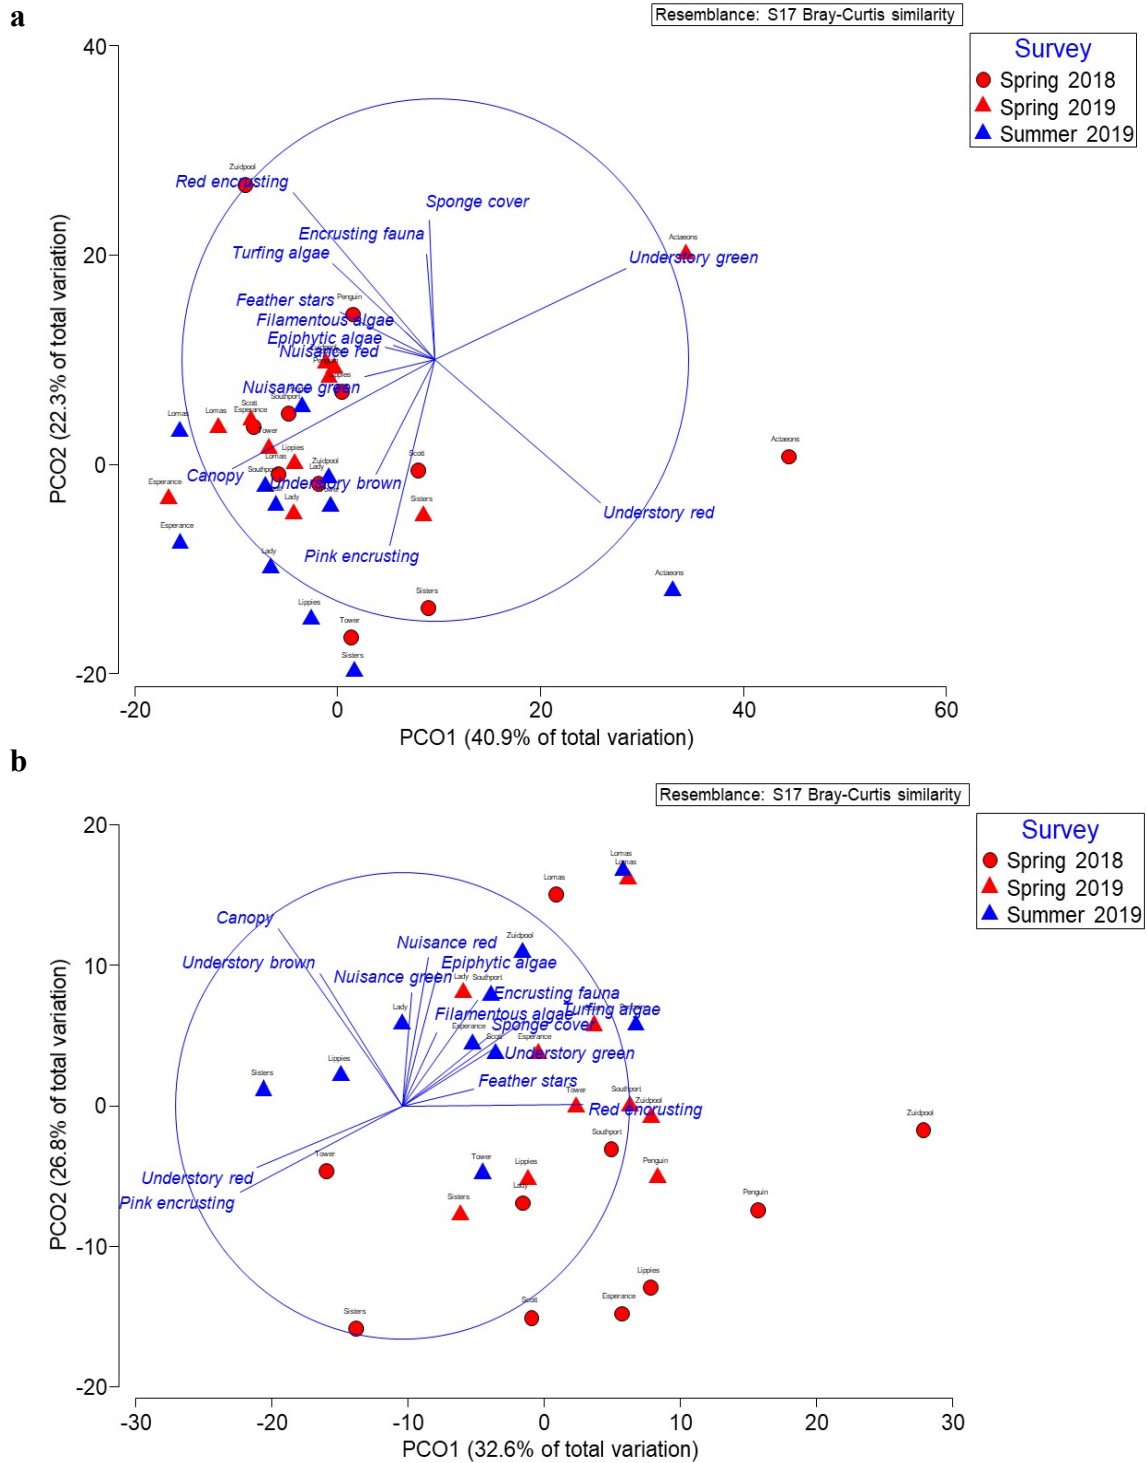 a
Resemblance: S17 Bray-Curtis similarity
Survey
Spring 2018
Spring 2019
Summer 2019
40
20
0
-20
PCO2 (22.3% of total variation)
Zuidpool
Red encrusting
Sponge cover
Encrusting fauna
Turfing algae
Actaeons
Understory green
Feather stars
Penguin
Filamentous algae
Epiphytic algae
Nuisance red
Nuisance green
Southport
Lomas
Lomas
Scott
Esperance
Tower
Lippies
Lomas
Zuidpool
Scott
Actaeons
Canopy
Southport
Lady
Understory brown
Esperance
Lady
Sisters
Understory red
Esperance
Lady
Pink encrusting
Actaeons
Sisters
Lippies
Tower
Sisters
-20
0
20
40
60
PCO1 (40.9% of total variation)
b
Resemblance: S17 Bray-Curtis similarity
Survey
Spring 2018
Spring 2019
Summer 2019
20
10
0
-10
-20
PCO2 (26.8% of total variation)
Lomas
Lomas
Lomas
Canopy
Zuidpool
Nuisance red
Understory brown
Epiphytic algae
Nuisance green
Lady
Southport
Encrusting fauna
Lady
Filamentous algae
Turfing algae
Esperance
Sponge cover
Scott
Esperance
Understory green
Lippies
Sisters
Feather stars
Tower
Southport
Zuidpool
Red encrusting
Zuidpool
Southport
Tower
Understory red
Tower
Lippies
Penguin
Pink encrusting
Lady
Sisters
Penguin
Lippies
Esperance
Scott
Sisters
-30
-20
-10
0
10
20
30
PCO1 (32.6% of total variation)